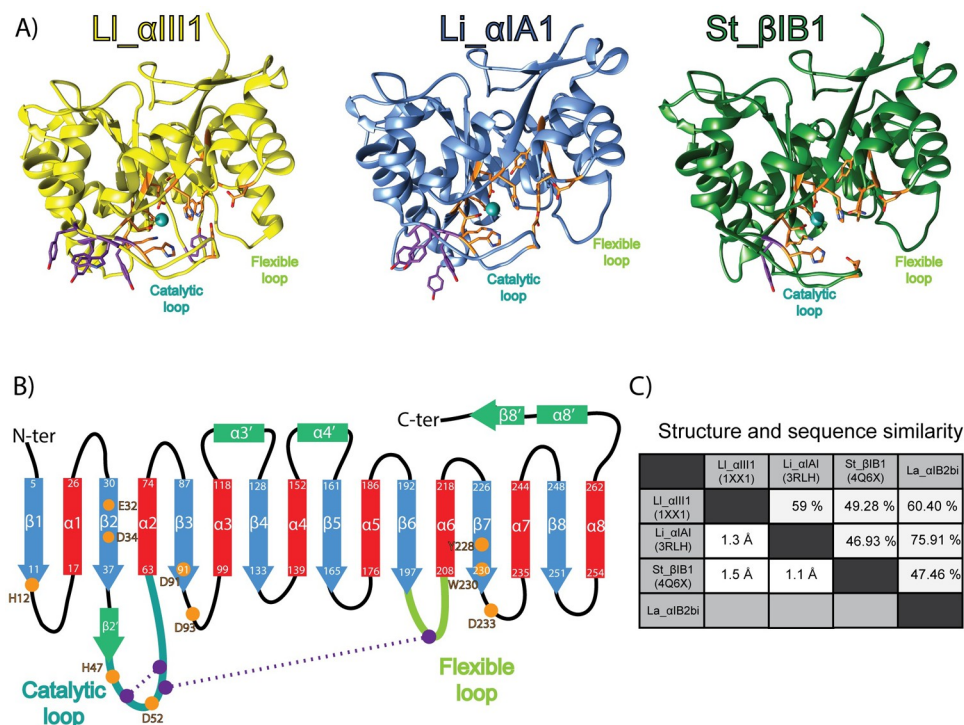 A)
Ll_αIII1
Li_αIA1
St_βIB1
Catalytic
loop
Flexible
loop
Catalytic
loop
Flexible
loop
Catalytic
loop
Flexible
loop
B)
C)
N-ter
C-ter
β8' α8'
α3' α4'
5 26 30 74 87 118 128 152 161 186 192 218 226 244 248 262
β1 α1 β2 α2 β3 α3 β4 α4 β5 α5 β6 α6 β7 α7 β8 α8
E32
D34
Y228
11 17 37 63 91 99 133 139 165 176 197 208 230 235 251 254
D91
W230
H12
D93
D233
β2'
H47
D52
Catalytic
loop
Flexible
loop
Structure and sequence similarity
Ll_αIII1 (1XX1) Li_αIAI (3RLH) St_βIB1 (4Q6X) La_αIB2bi
Ll_αIII1 (1XX1) 59 % 49.28 % 60.40 %
Li_αIAI (3RLH) 1.3 Å 46.93 % 75.91 %
St_βIB1 (4Q6X) 1.5 Å 1.1 Å 47.46 %
La_αIB2bi